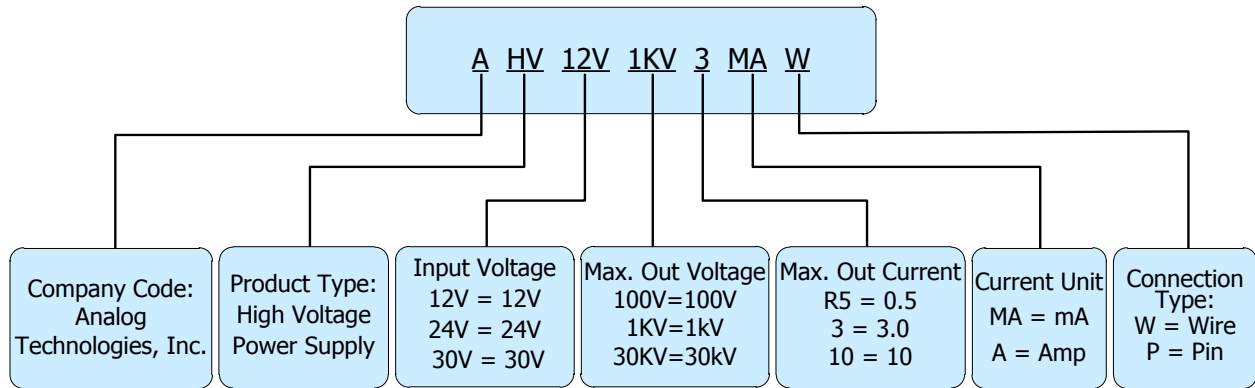 A HV 12V 1KV 3 MA W
Company Code:
Analog
Technologies, Inc.
Product Type:
High Voltage
Power Supply
Input Voltage
12V = 12V
24V = 24V
30V = 30V
Max. Out Voltage
100V=100V
1KV=1kV
30KV=30kV
Max. Out Current
R5 = 0.5
3 = 3.0
10 = 10
Current Unit
MA = mA
A = Amp
Connection
Type:
W = Wire
P = Pin